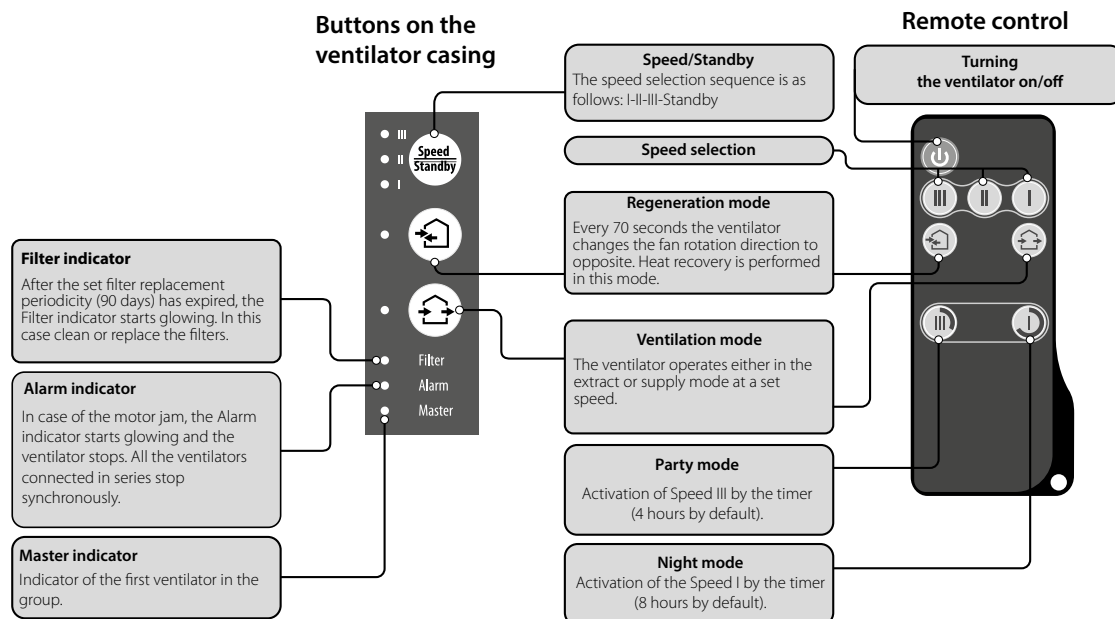 Buttons on the
ventilator casing
Remote control
Speed/Standby
The speed selection sequence is as
follows: I-II-III-Standby
Turning
the ventilator on/off
III
II
I
Speed
Standby
Speed selection
III
II
I
Regeneration mode
Every 70 seconds the ventilator
changes the fan rotation direction to
opposite. Heat recovery is performed
in this mode.
Filter indicator
After the set filter replacement
periodicity (90 days) has expired, the
Filter indicator starts glowing. In this
case clean or replace the filters.
Ventilation mode
The ventilator operates either in the
extract or supply mode at a set
speed.
III
I
Filter
Alarm
Master
Alarm indicator
In case of the motor jam, the Alarm
indicator starts glowing and the
ventilator stops. All the ventilators
connected in series stop
synchronously.
Party mode
Activation of Speed III by the timer
(4 hours by default).
Master indicator
Indicator of the first ventilator in the
group.
Night mode
Activation of the Speed I by the timer
(8 hours by default).